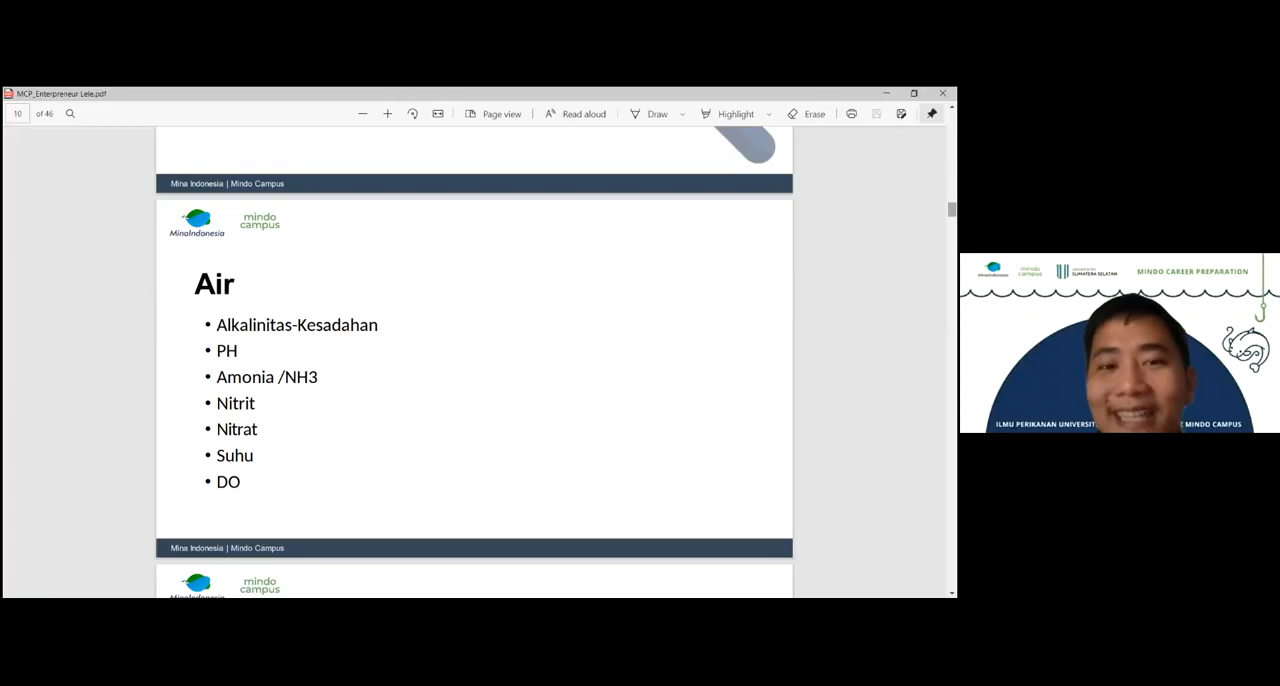 MCP_Enterpreneur Lele.pdf
10 of 46
Page view
Read aloud
Draw
Highlight
Erase
Mina Indonesia | Mindo Campus
MinaIndonesia
mindo
campus
Air
• Alkalinitas-Kesadahan
• PH
• Amonia /NH3
• Nitrit
• Nitrat
• Suhu
• DO
Mina Indonesia | Mindo Campus
mindo
campus
MinaIndonesia
mindo
campus
UNIVERSITAS
SUMATERA SELATAN
MINDO CAREER PREPARATION
ILMU PERIKANAN
MINDO CAMPUS